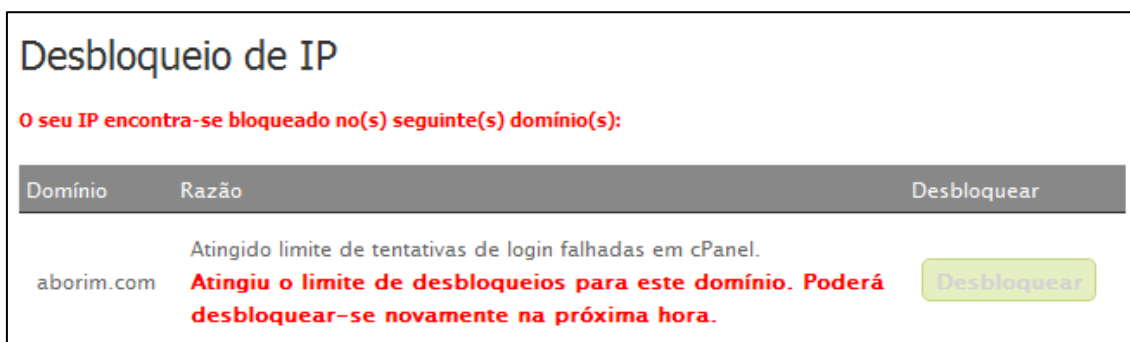 Desbloqueio de IP
O seu IP encontra-se bloqueado no(s) seguinte(s) domínio(s):
Domínio Razão Desbloquear
Atingido limite de tentativas de login falhadas em cPanel.
aborim.com Atingiu o limite de desbloqueios para este domínio. Poderá Desbloquear
desbloquear-se novamente na próxima hora.